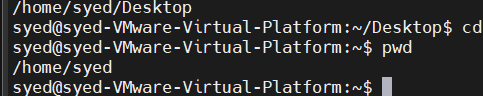 /home/syed/Desktop
syed@syed-VMware-Virtual-Platform:~/Desktop$ cd
syed@syed-VMware-Virtual-Platform:~$ pwd
/home/syed
syed@syed-VMware-Virtual-Platform:~$